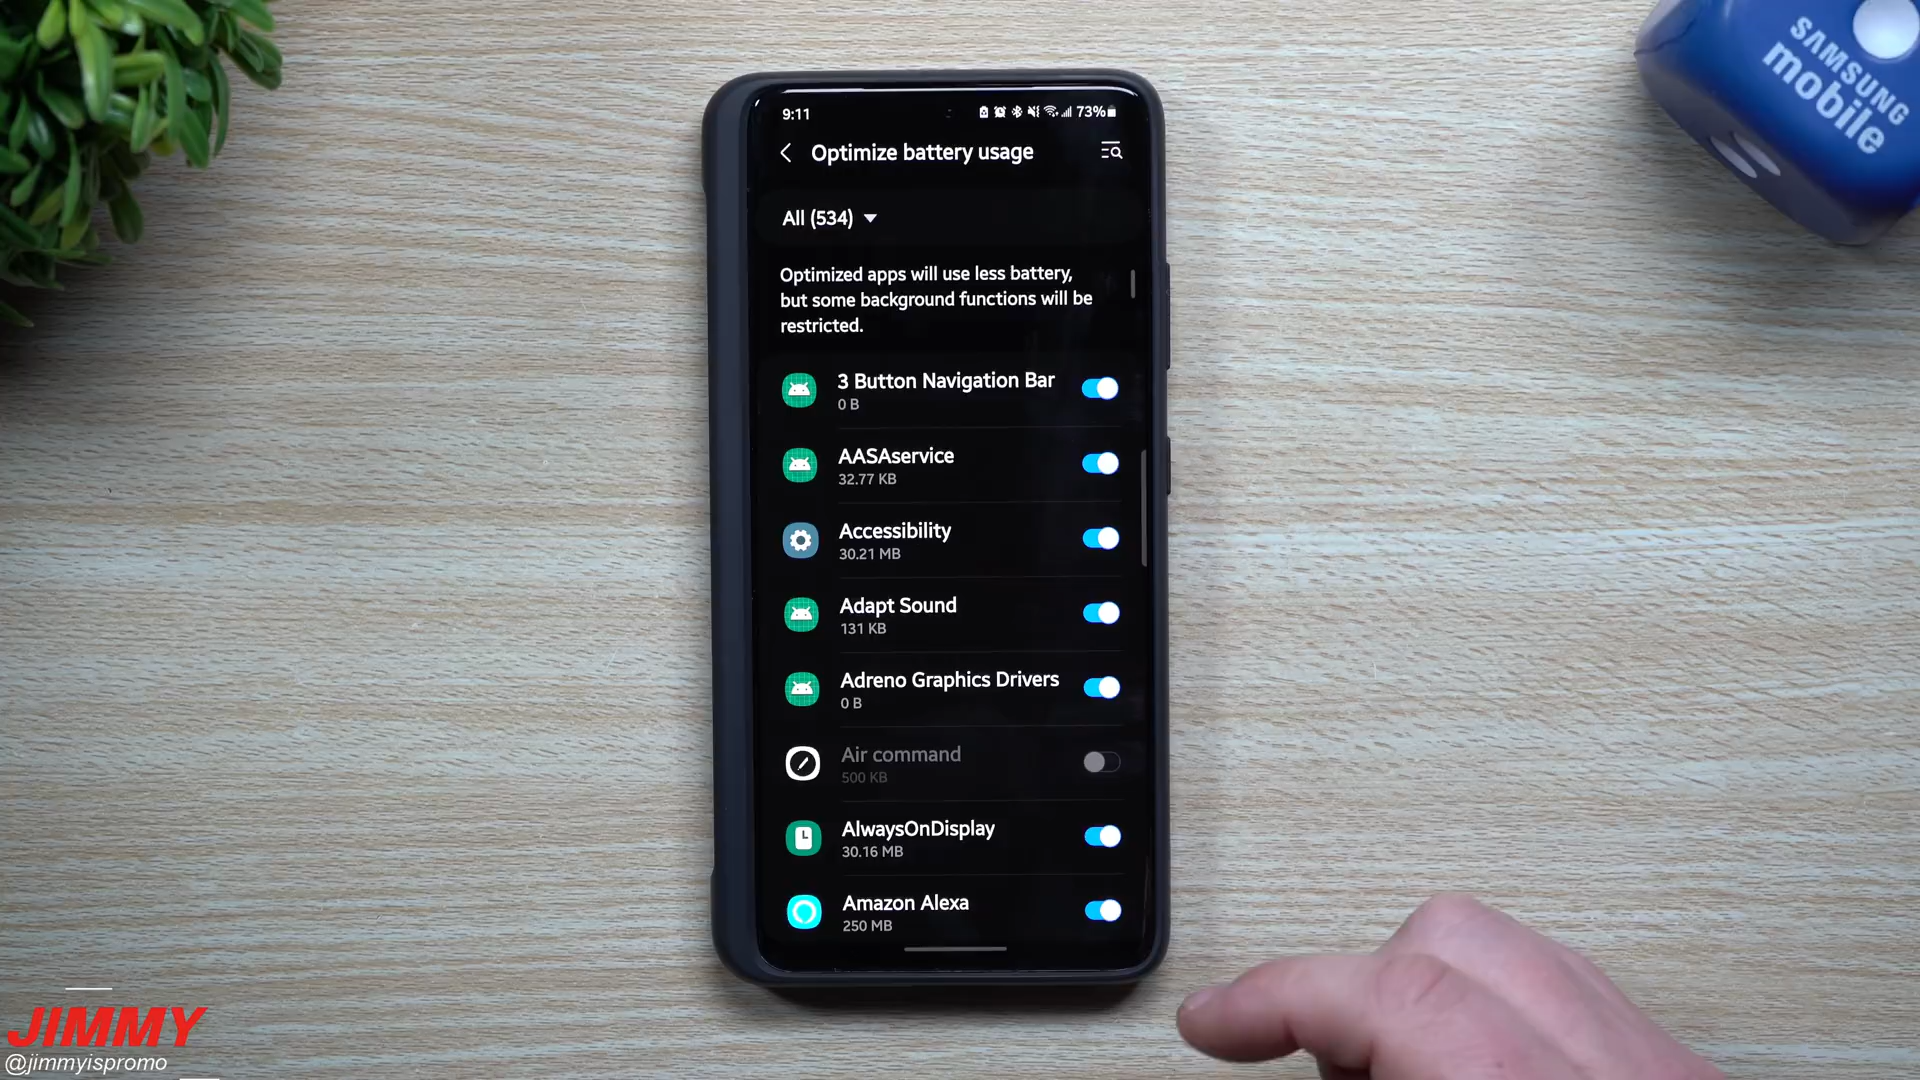 9:11
73%
Optimize battery usage
All (534)
Optimized apps will use less battery,
but some background functions will be
restricted.
3 Button Navigation Bar
0 B
AASAservice
32.77 KB
Accessibility
30.21 MB
Adapt Sound
131 KB
Adreno Graphics Drivers
0 B
Air command
500 KB
AlwaysOnDisplay
30.16 MB
Amazon Alexa
250 MB
SAMSUNG
mobile
JIMMY
@jimmyispromo